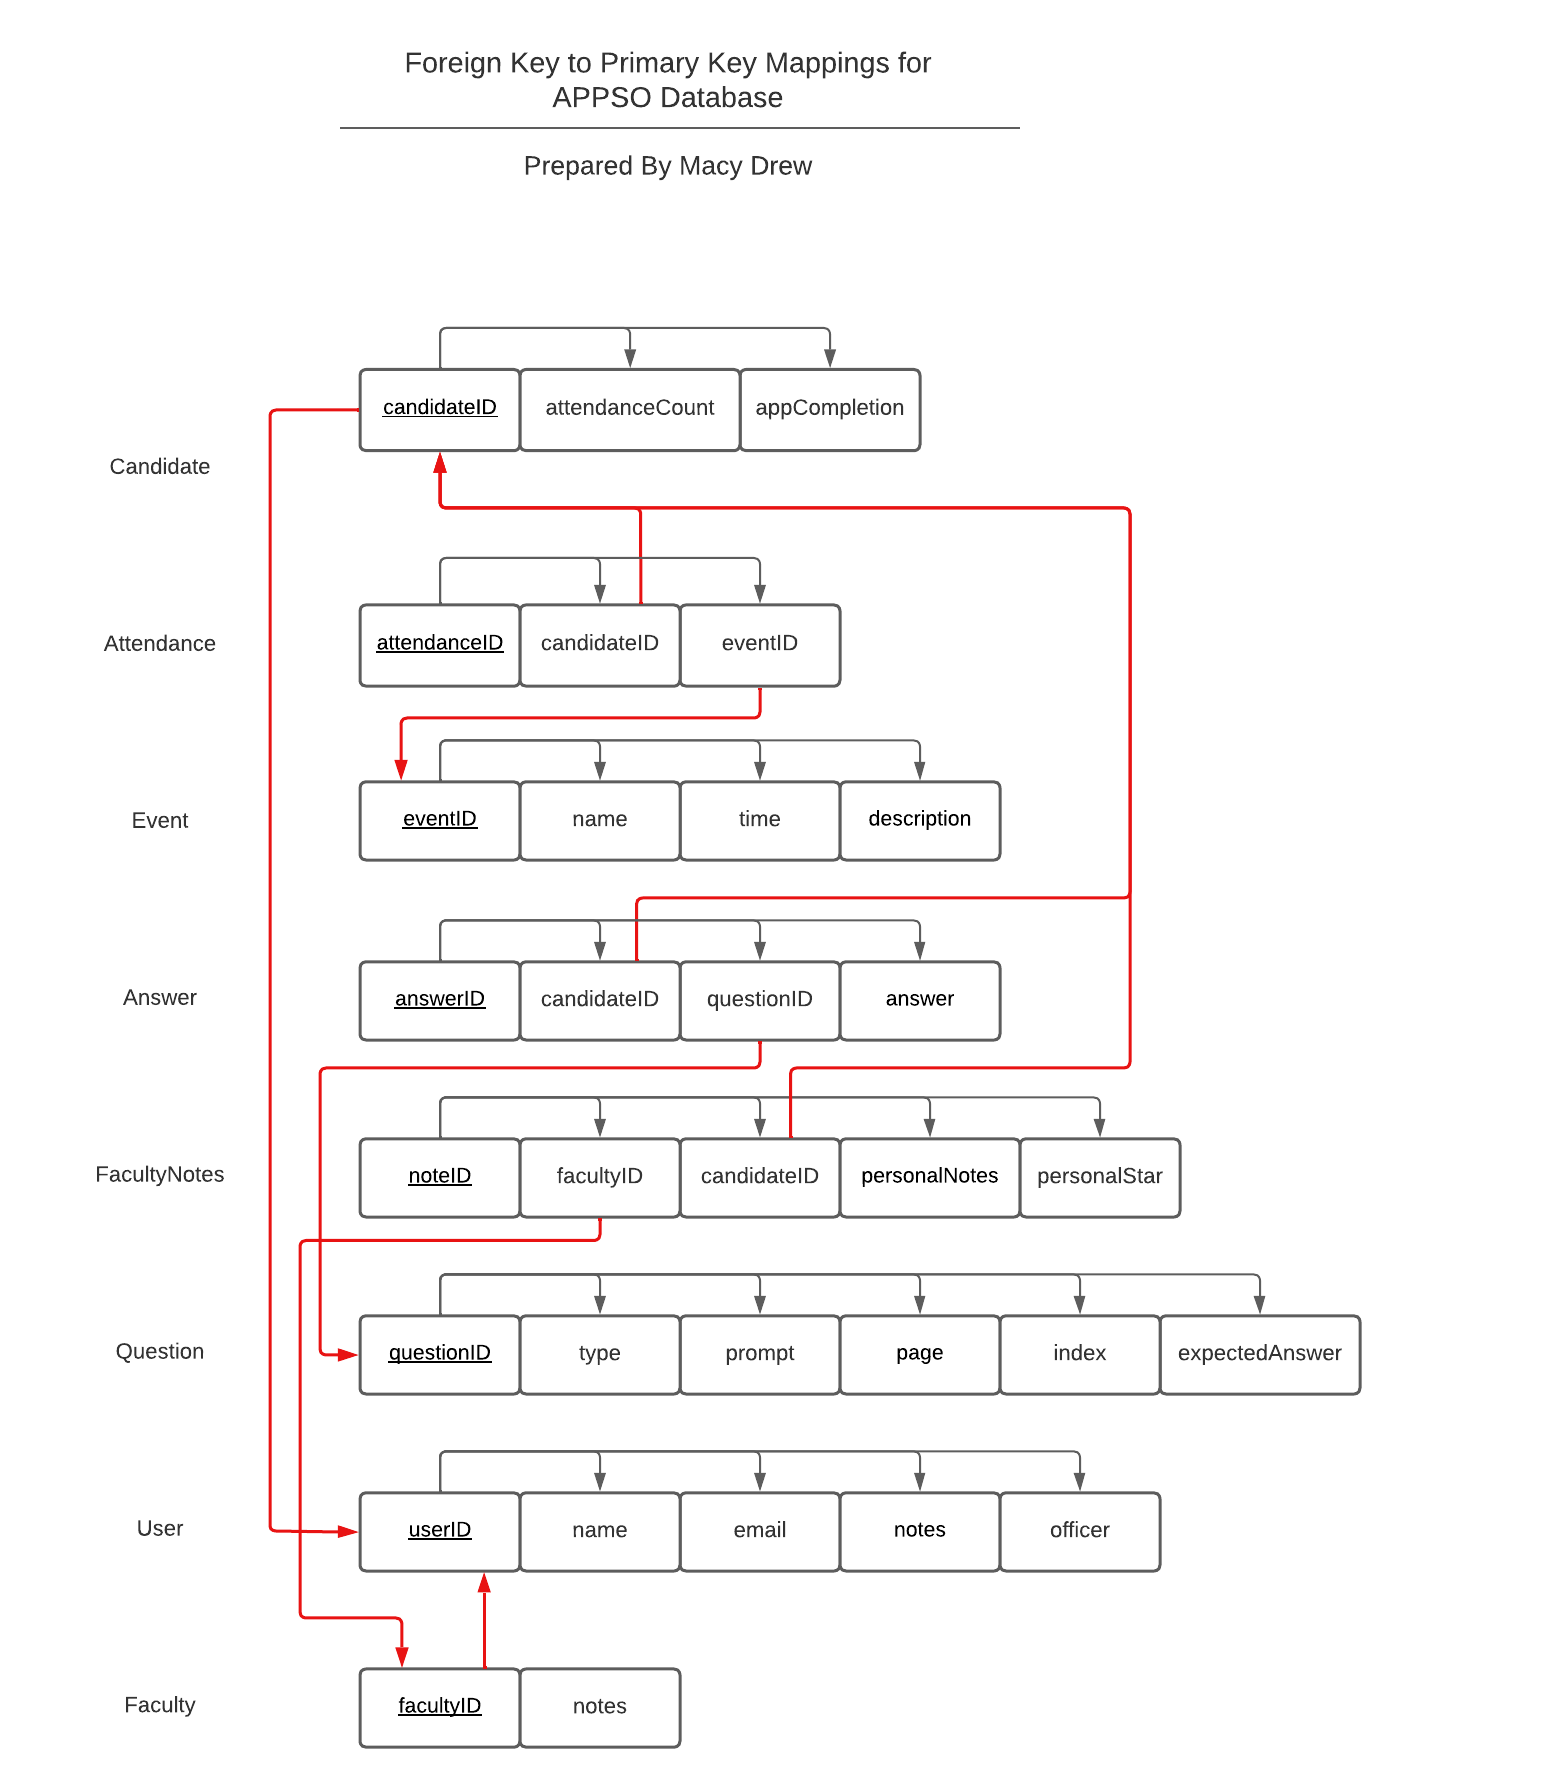 Foreign Key to Primary Key Mappings for
APPSO Database
Prepared By Macy Drew
candidateID attendanceCount appCompletion
Candidate
Attendance attendanceID candidateID eventID
Event eventID name time description
Answer answerID candidateID questionID answer
FacultyNotes noteID facultyID candidateID personalNotes personalStar
Question questionID type prompt page index expectedAnswer
User userID name email notes officer
Faculty facultyID notes